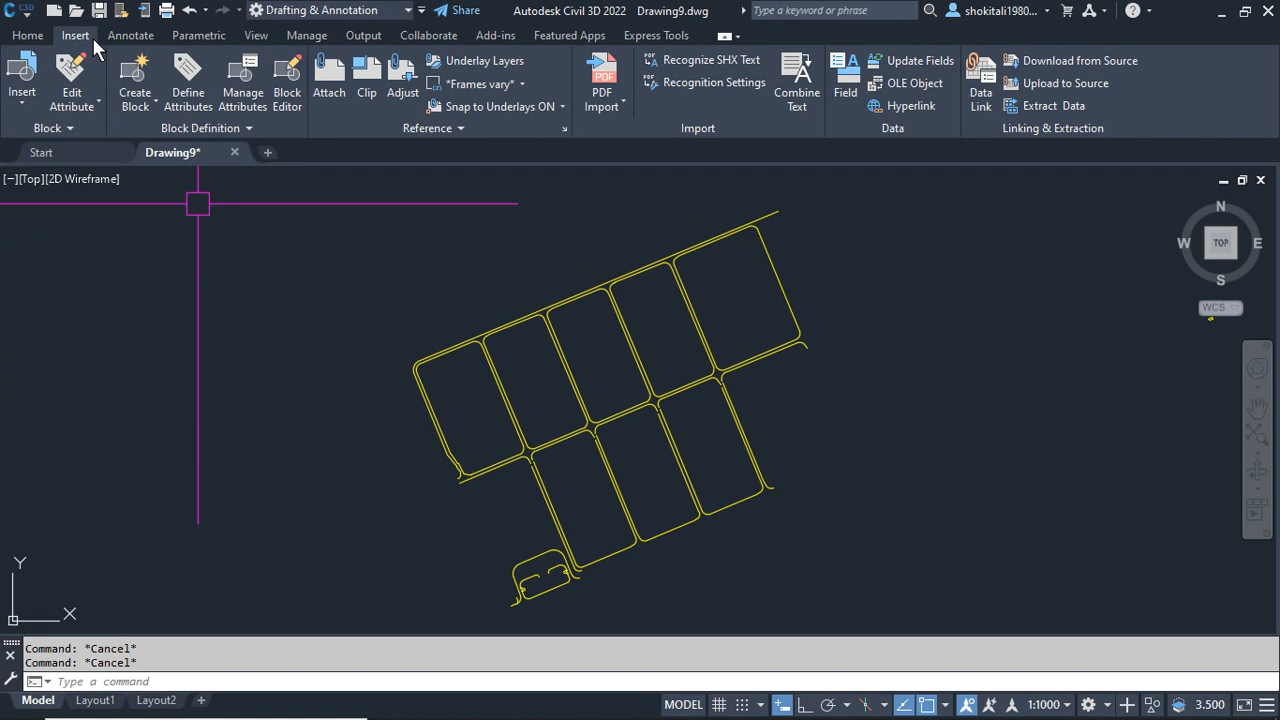 C3D
Drafting & Annotation
Share
Autodesk Civil 3D 2022 Drawing9.dwg
Type a keyword or phrase
shokitali1980...
Home Insert Annotate Parametric View Manage Output Collaborate Add-ins Featured Apps Express Tools
Insert
Edit Attribute
Create Block
Define Attributes
Manage Attributes
Block Editor
Attach
Clip
Adjust
Underlay Layers
*Frames vary*
Snap to Underlays ON
PDF
PDF Import
Recognize SHX Text
Recognition Settings
Combine Text
Field
Update Fields
OLE Object
Hyperlink
Data Link
Download from Source
Upload to Source
Extract Data
Block Block Definition Reference Import Data Linking & Extraction
Start Drawing9*
[−][Top][2D Wireframe]
N
W TOP E
S
WCS
Y
X
Command: *Cancel*
Command: *Cancel*
Type a command
Model Layout1 Layout2 +
MODEL 1:1000 3.500